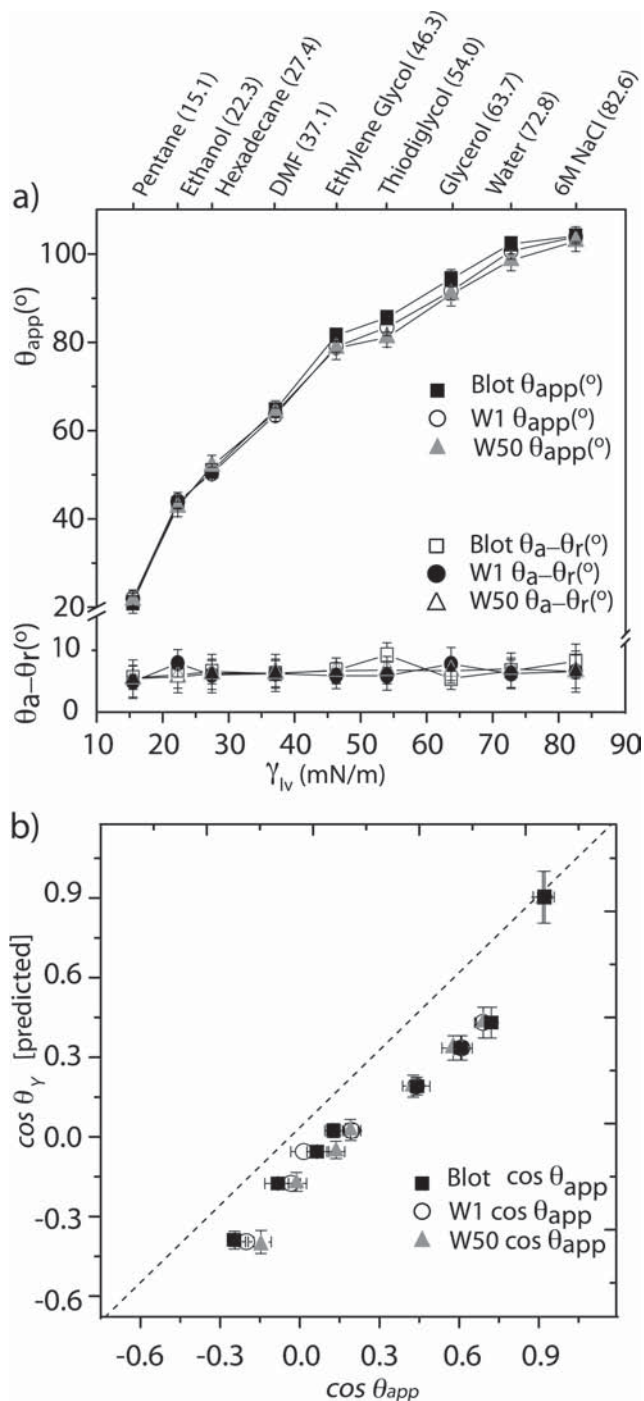 Pentane (15.1)
Ethanol (22.3)
Hexadecane (27.4)
DMF (37.1)
Ethylene Glycol (46.3)
Thiodiglycol (54.0)
Glycerol (63.7)
Water (72.8)
6M NaCl (82.6)
a)
100
80
60
40
20
10
0
θapp(º)
θa–θr(º)
Blot θapp(º)
W1 θapp(º)
W50 θapp(º)
Blot θa–θr(º)
W1 θa–θr(º)
W50 θa–θr(º)
10 20 30 40 50 60 70 80 90
γlv (mN/m)
b)
0.9
0.6
0.3
0.0
-0.3
-0.6
cos θγ [predicted]
Blot cos θapp
W1 cos θapp
W50 cos θapp
-0.6 -0.3 0.0 0.3 0.6 0.9
cos θapp